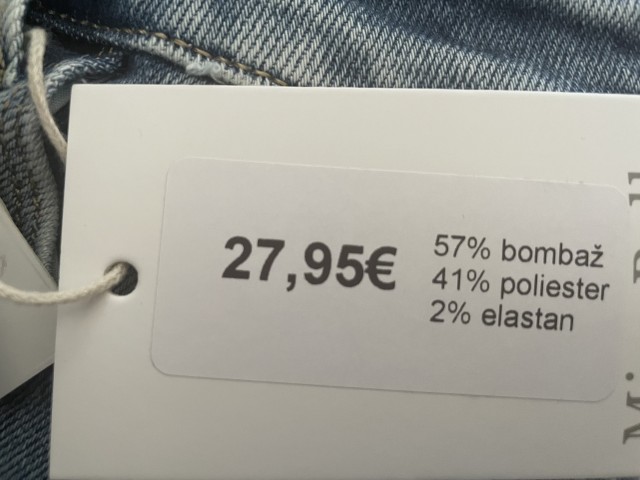 27,95€
57% bombaž
41% poliester
2% elastan